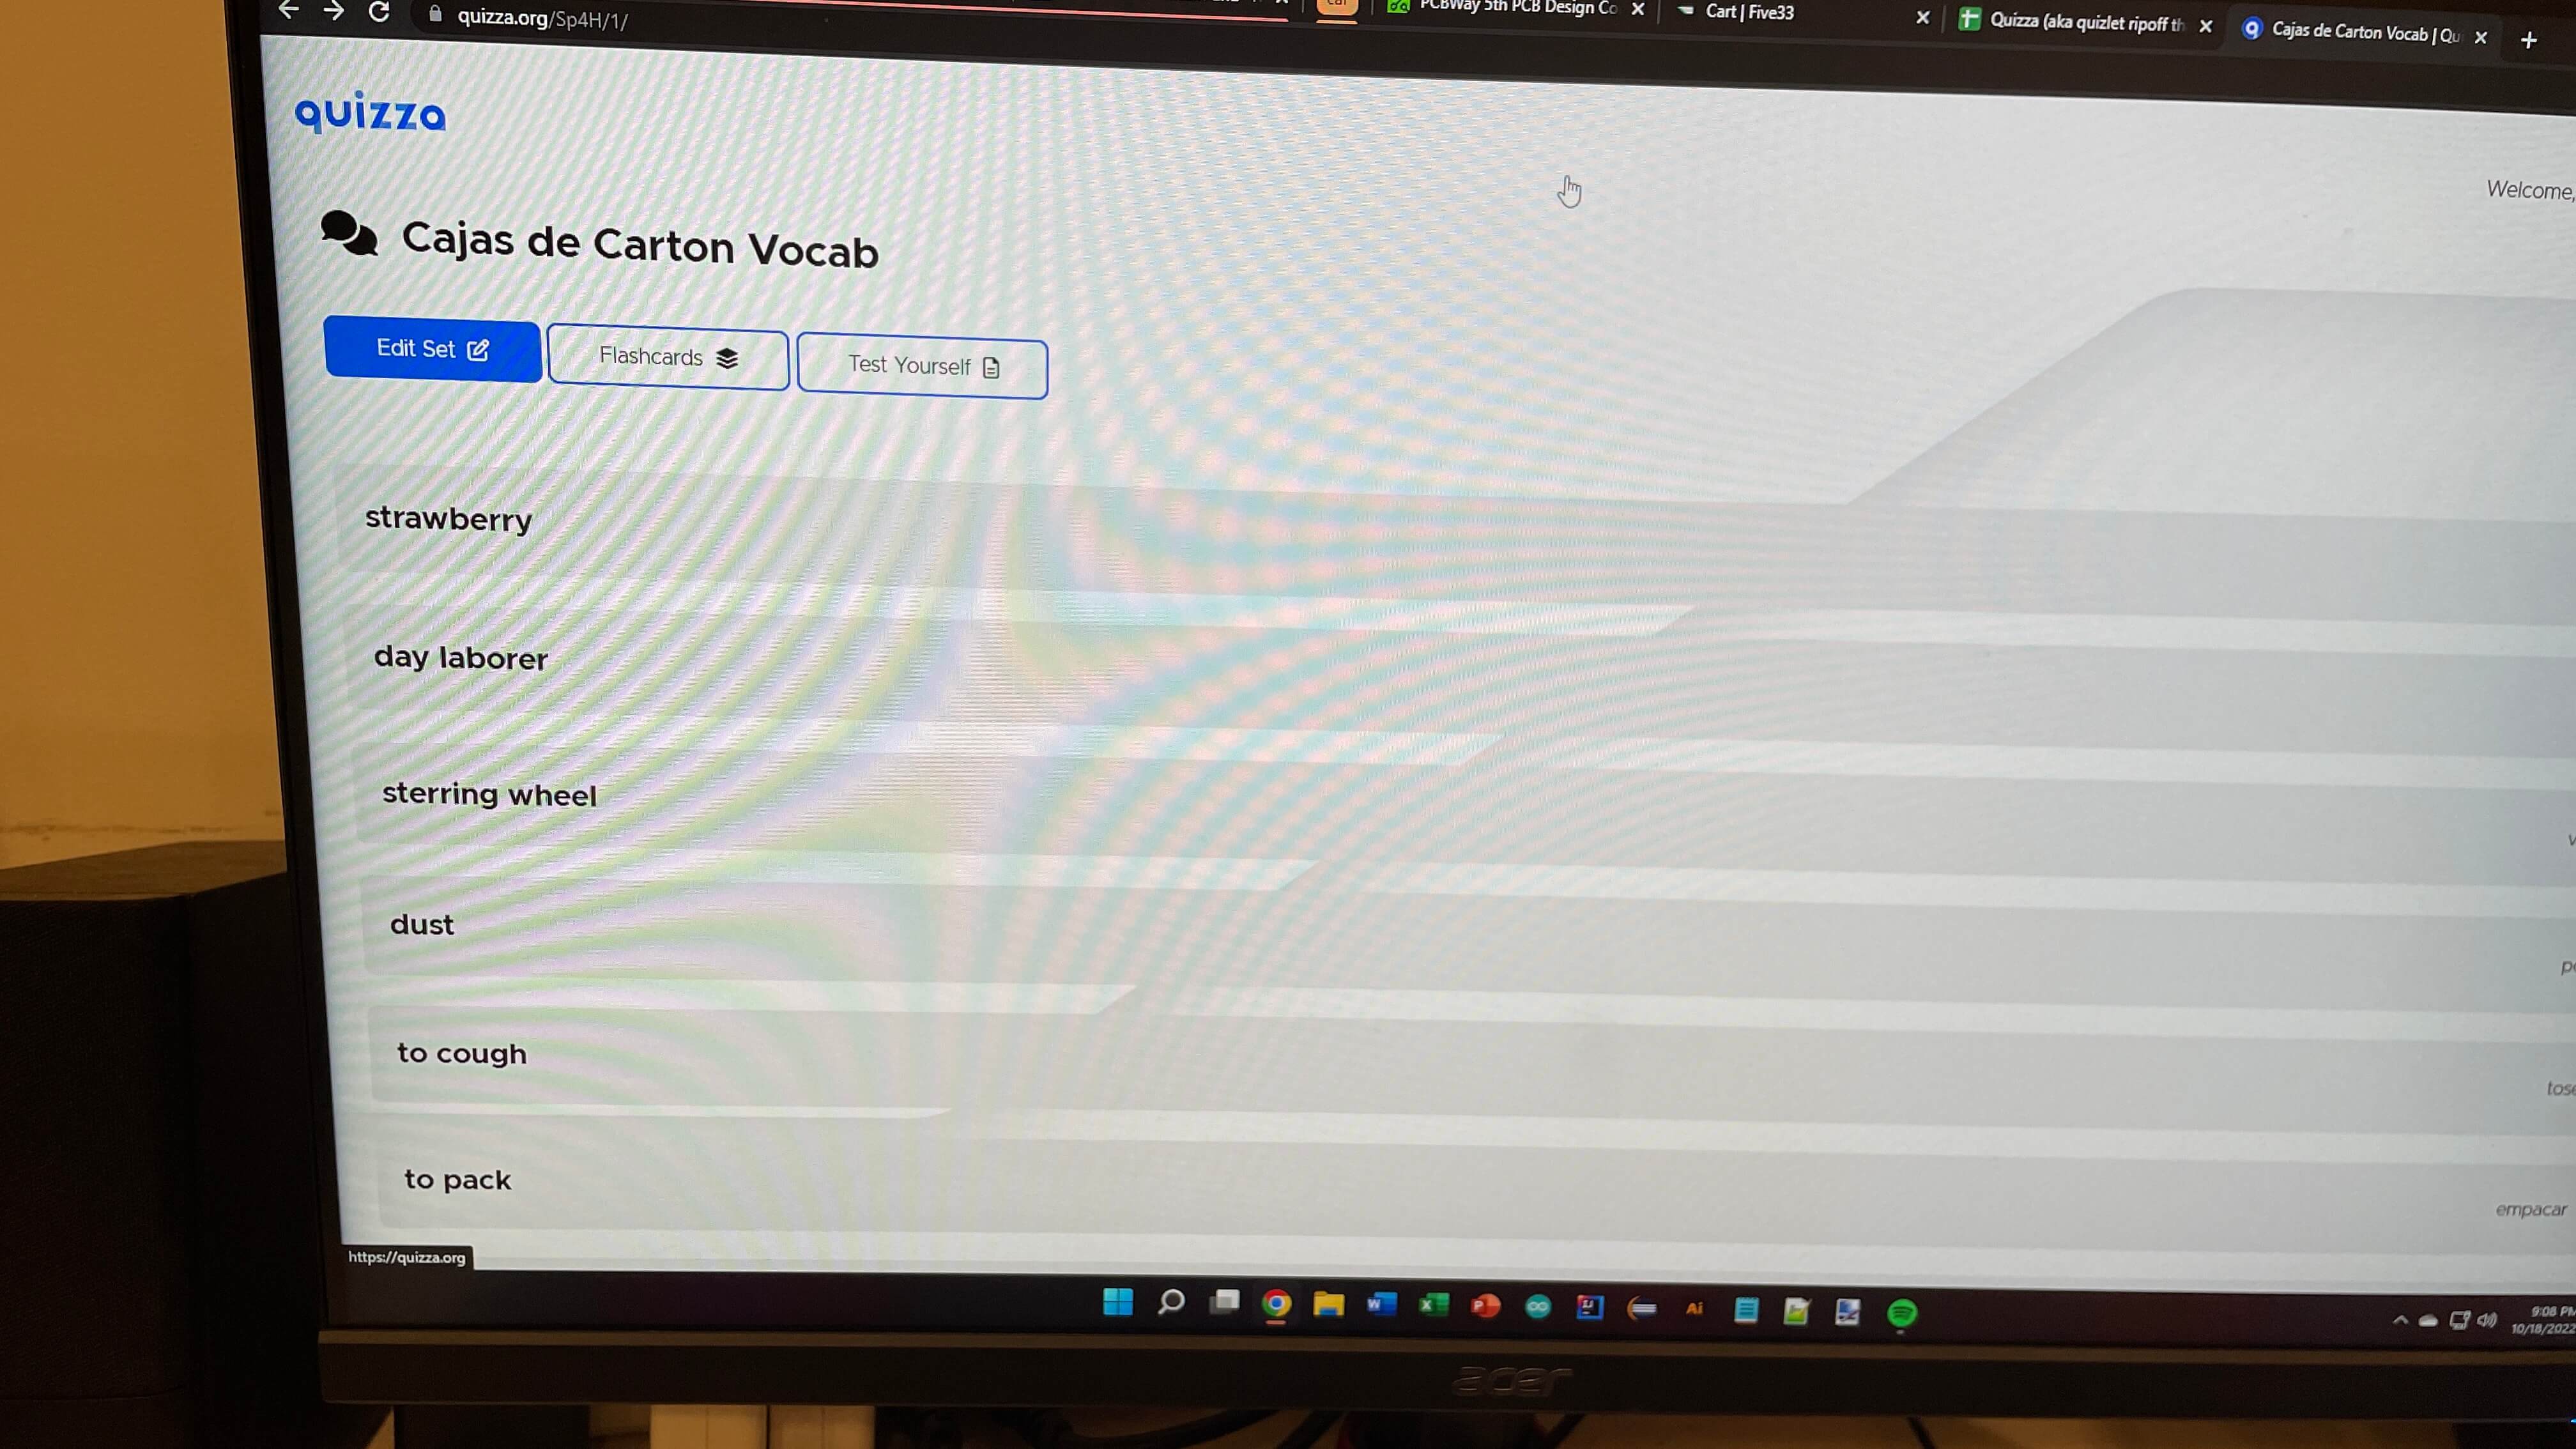 PCBWay 5th PCB Design Co
Cart | Five33
Quizza (aka quizlet ripoff th
Cajas de Carton Vocab | Qu
quizza.org/Sp4H/1/
quizza
Welcome,
Cajas de Carton Vocab
Edit Set
Flashcards
Test Yourself
strawberry
day laborer
sterring wheel
dust
to cough
tose
to pack
empacar
https://quizza.org
9:08 PM
10/18/2022
acer